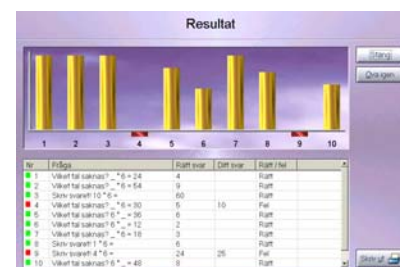 Resultat
Stäng
Öva igen
1 2 3 4 5 6 7 8 9 10
Nr Fråga Rätt svar Ditt svar Rätt / fel
1 Vilket tal saknas? _ * 6 = 24 4 Rätt
2 Vilket tal saknas? _ * 6 = 54 9 Rätt
3 Skriv svaret! 10 * 6 = 60 Rätt
4 Vilket tal saknas? _ * 6 = 30 5 10 Fel
5 Vilket tal saknas? 6 * _ = 36 6 Rätt
6 Vilket tal saknas? 6 * _ = 12 2 Rätt
7 Vilket tal saknas? _ * 6 = 18 3 Rätt
8 Skriv svaret! 1 * 6 = 6 Rätt
9 Skriv svaret! 4 * 6 = 24 25 Fel
10 Vilket tal saknas? 6 * _ = 48 8 Rätt
Skriv ut